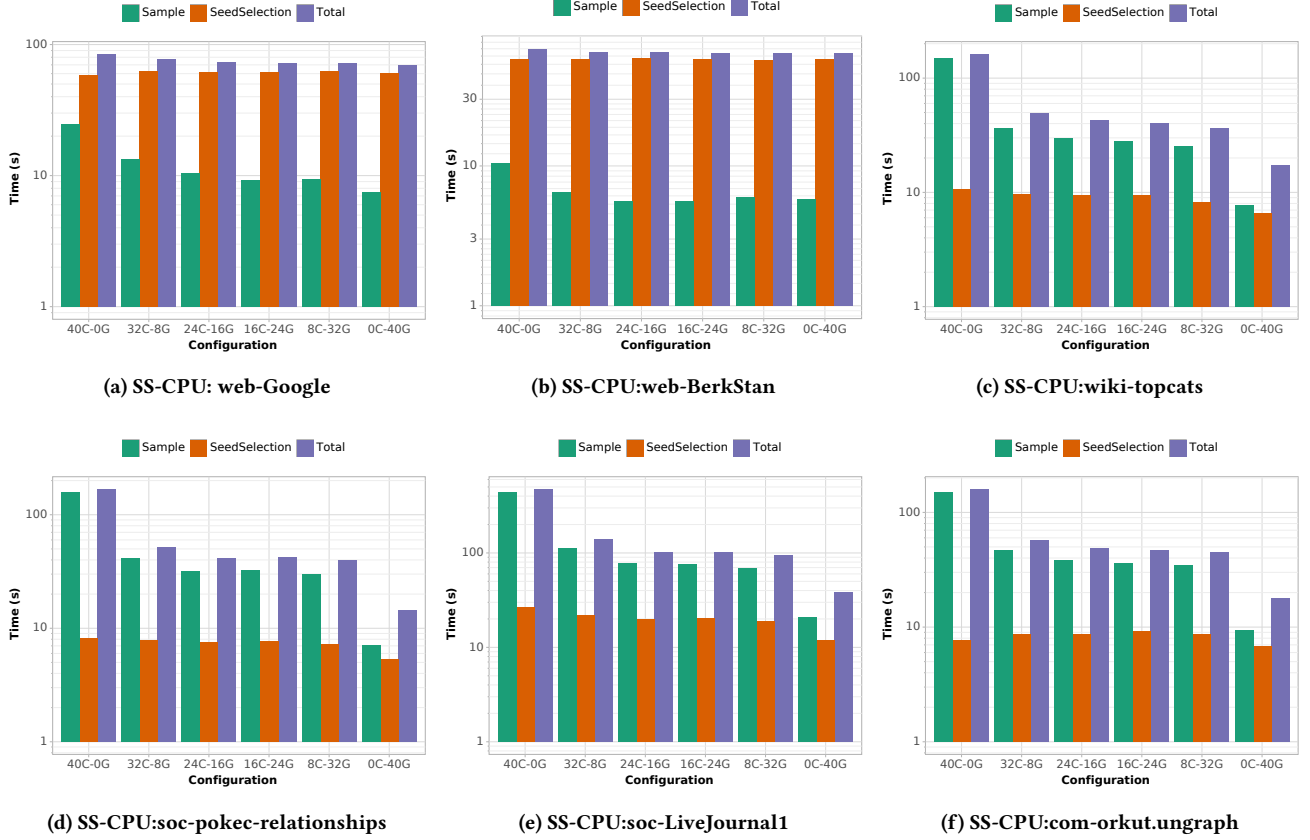 Sample SeedSelection Total
100
10
1
Time (s)
40C-0G 32C-8G 24C-16G 16C-24G 8C-32G 0C-40G
Configuration
(a) SS-CPU: web-Google
Sample SeedSelection Total
30
10
3
1
Time (s)
40C-0G 32C-8G 24C-16G 16C-24G 8C-32G 0C-40G
Configuration
(b) SS-CPU:web-BerkStan
Sample SeedSelection Total
100
10
1
Time (s)
40C-0G 32C-8G 24C-16G 16C-24G 8C-32G 0C-40G
Configuration
(c) SS-CPU:wiki-topcats
Sample SeedSelection Total
100
10
1
Time (s)
40C-0G 32C-8G 24C-16G 16C-24G 8C-32G 0C-40G
Configuration
(d) SS-CPU:soc-pokec-relationships
Sample SeedSelection Total
100
10
1
Time (s)
40C-0G 32C-8G 24C-16G 16C-24G 8C-32G 0C-40G
Configuration
(e) SS-CPU:soc-LiveJournal1
Sample SeedSelection Total
100
10
1
Time (s)
40C-0G 32C-8G 24C-16G 16C-24G 8C-32G 0C-40G
Configuration
(f) SS-CPU:com-orkut.ungraph